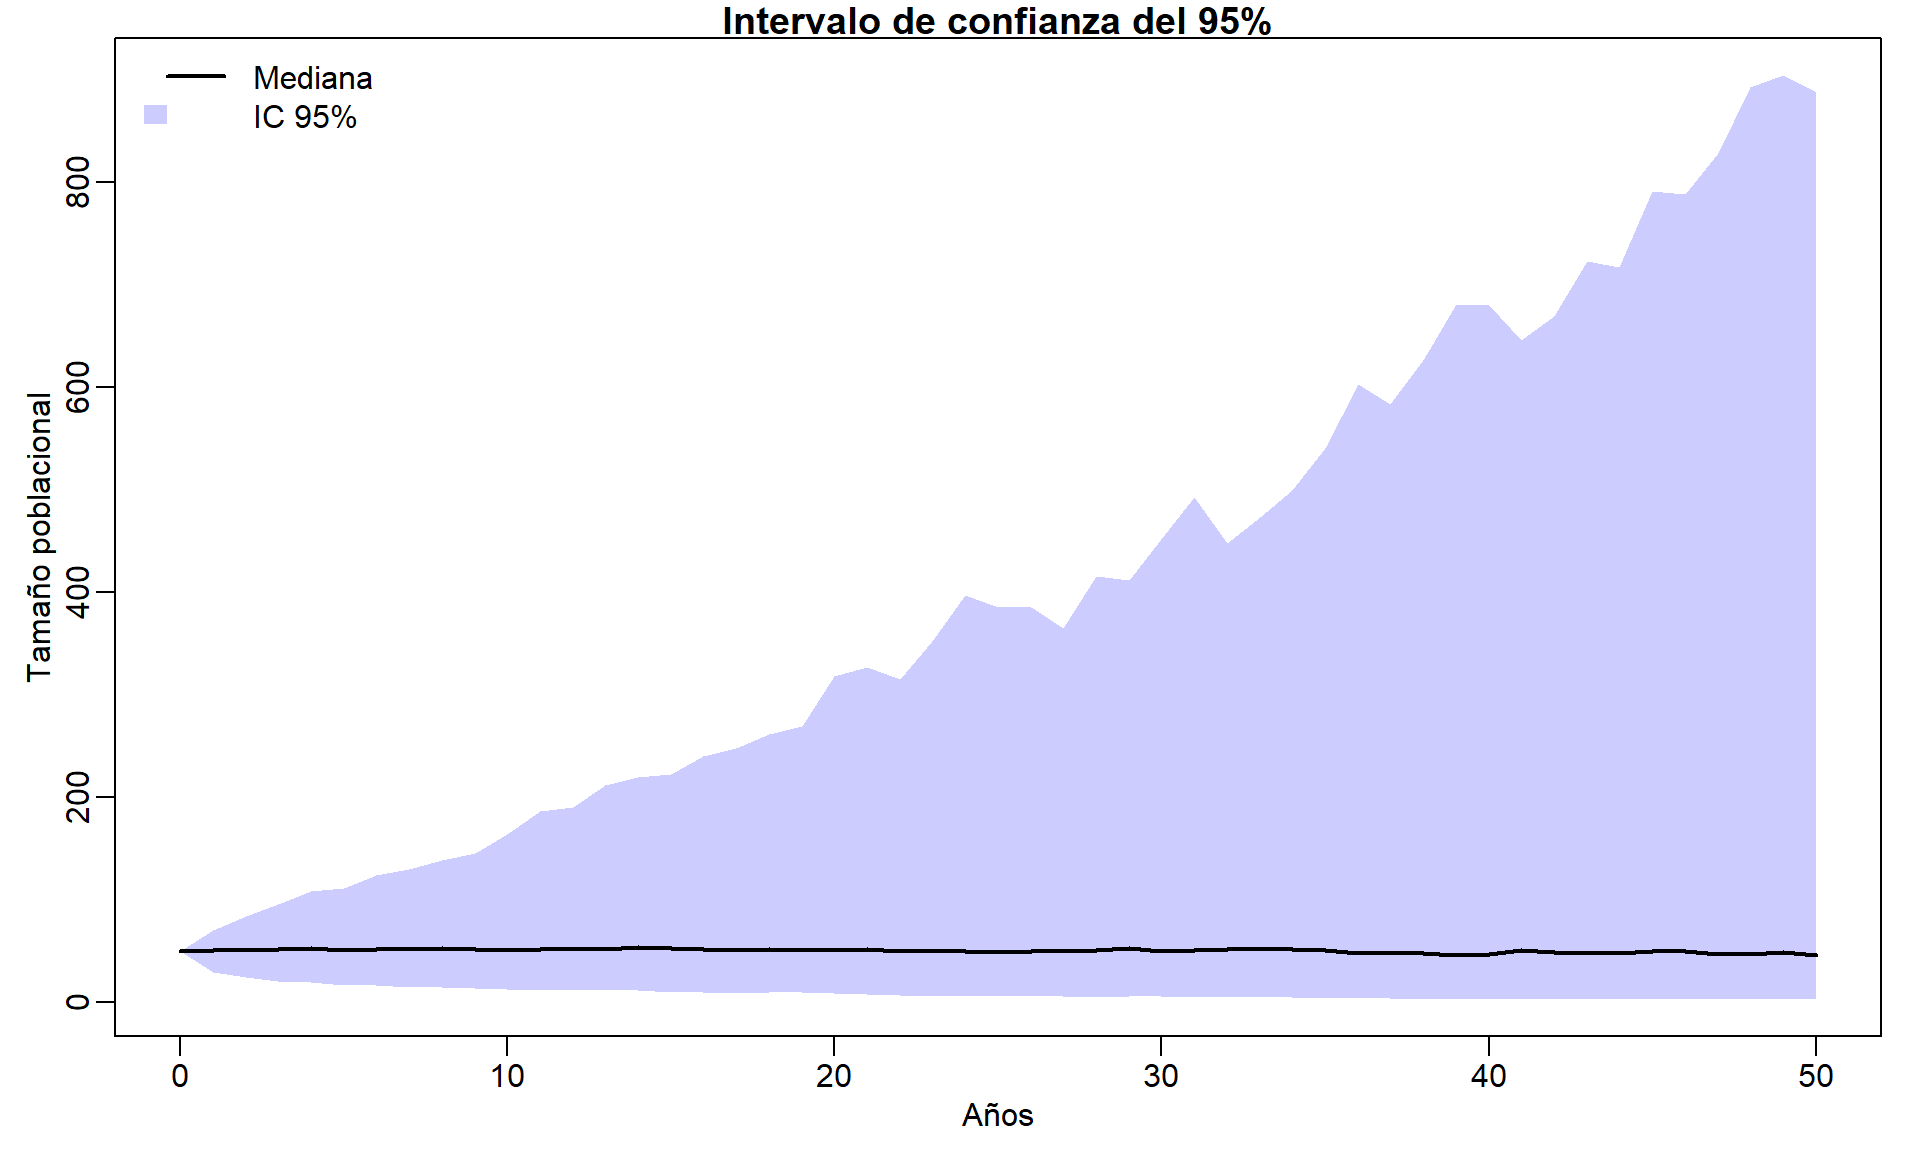 Intervalo de confianza del 95%
Mediana
IC 95%
Tamaño poblacional
800
600
400
200
0
0 10 20 30 40 50
Años